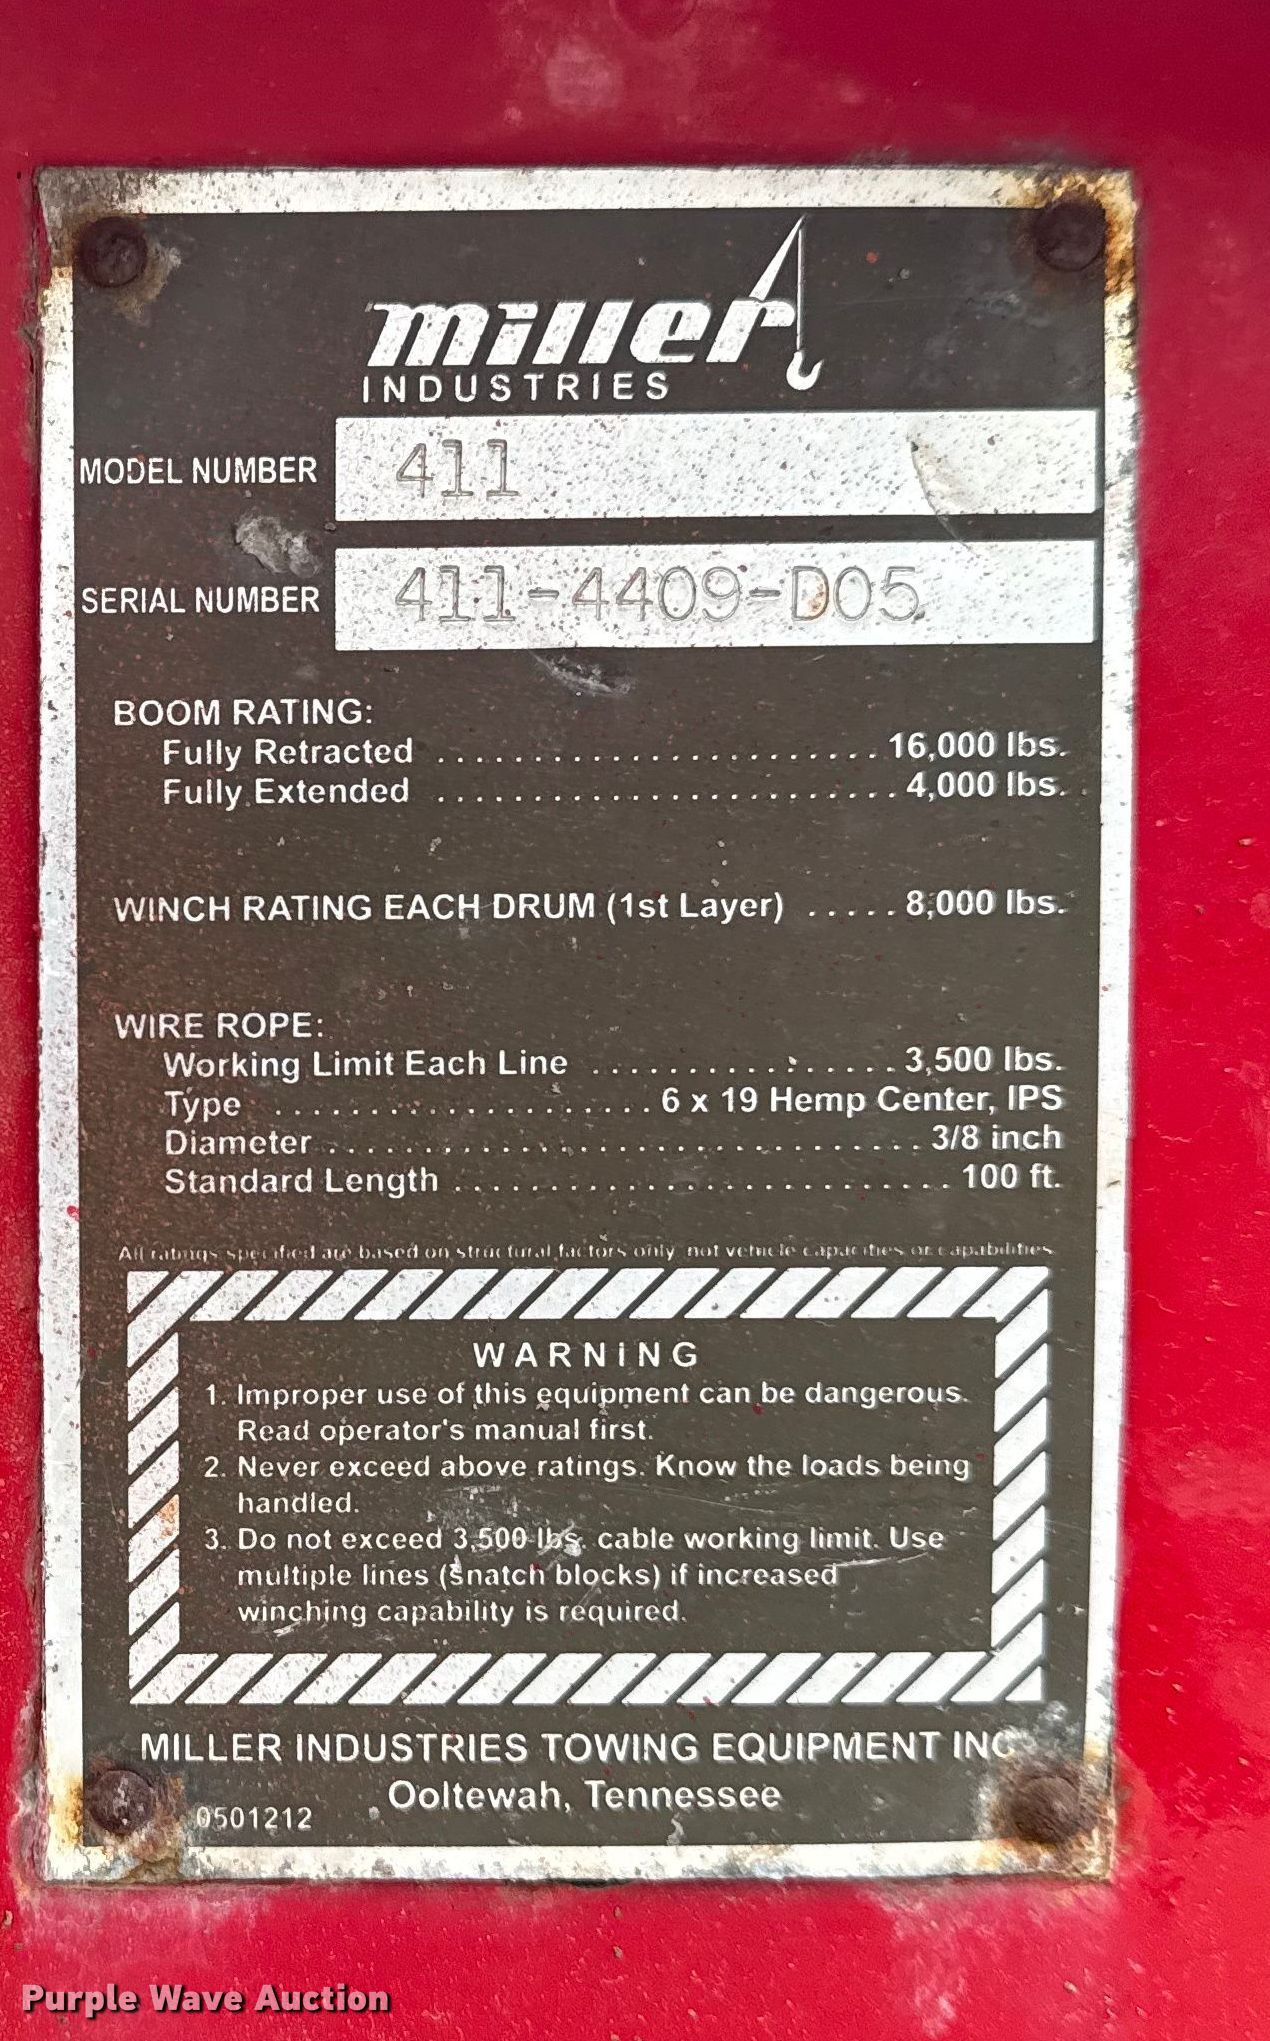 miller
INDUSTRIES
MODEL NUMBER 411
SERIAL NUMBER 411-4409-D05
BOOM RATING:
Fully Retracted ....................... 16,000 lbs.
Fully Extended ........................ 4,000 lbs.
WINCH RATING EACH DRUM (1st Layer) ..... 8,000 lbs.
WIRE ROPE:
Working Limit Each Line ................ 3,500 lbs.
Type .................... 6 x 19 Hemp Center, IPS
Diameter ............................... 3/8 inch
Standard Length .......................... 100 ft.
All ratings specified are based on structural factors only not vehicle capacities or capabilities
WARNING
1. Improper use of this equipment can be dangerous.
Read operator's manual first.
2. Never exceed above ratings. Know the loads being
handled.
3. Do not exceed 3,500 lbs. cable working limit. Use
multiple lines (snatch blocks) if increased
winching capability is required.
MILLER INDUSTRIES TOWING EQUIPMENT INC
Ooltewah, Tennessee
0501212
Purple Wave Auction